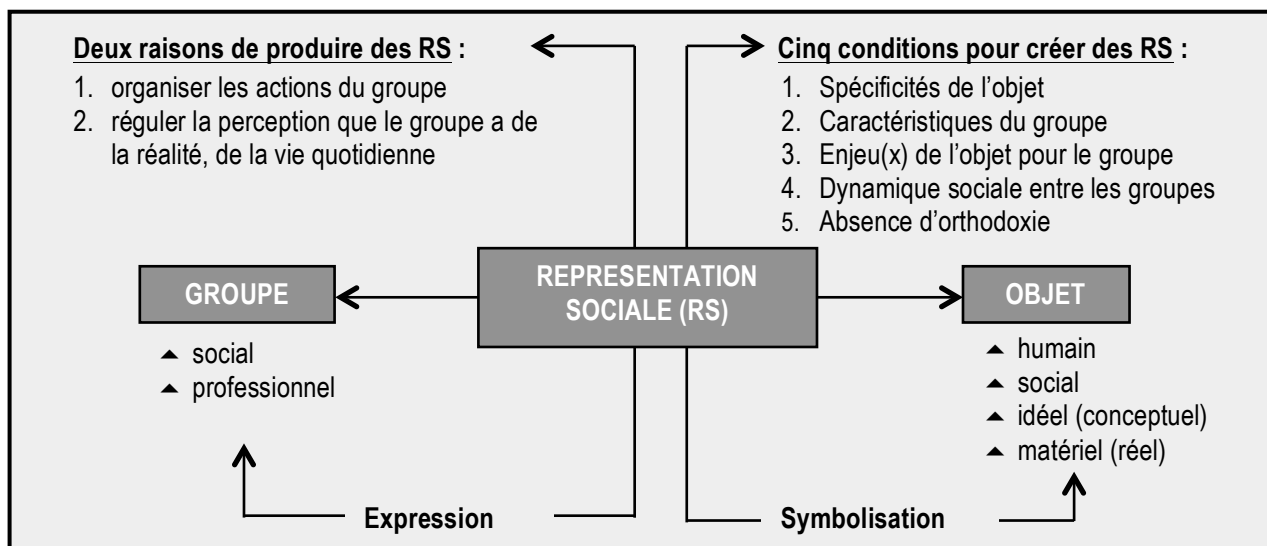 Deux raisons de produire des RS :
1. organiser les actions du groupe
2. réguler la perception que le groupe a de
la réalité, de la vie quotidienne
Cinq conditions pour créer des RS :
1. Spécificités de l’objet
2. Caractéristiques du groupe
3. Enjeu(x) de l’objet pour le groupe
4. Dynamique sociale entre les groupes
5. Absence d’orthodoxie
GROUPE
REPRESENTATION
SOCIALE (RS)
OBJET
social
professionnel
humain
social
idéel (conceptuel)
matériel (réel)
Expression
Symbolisation